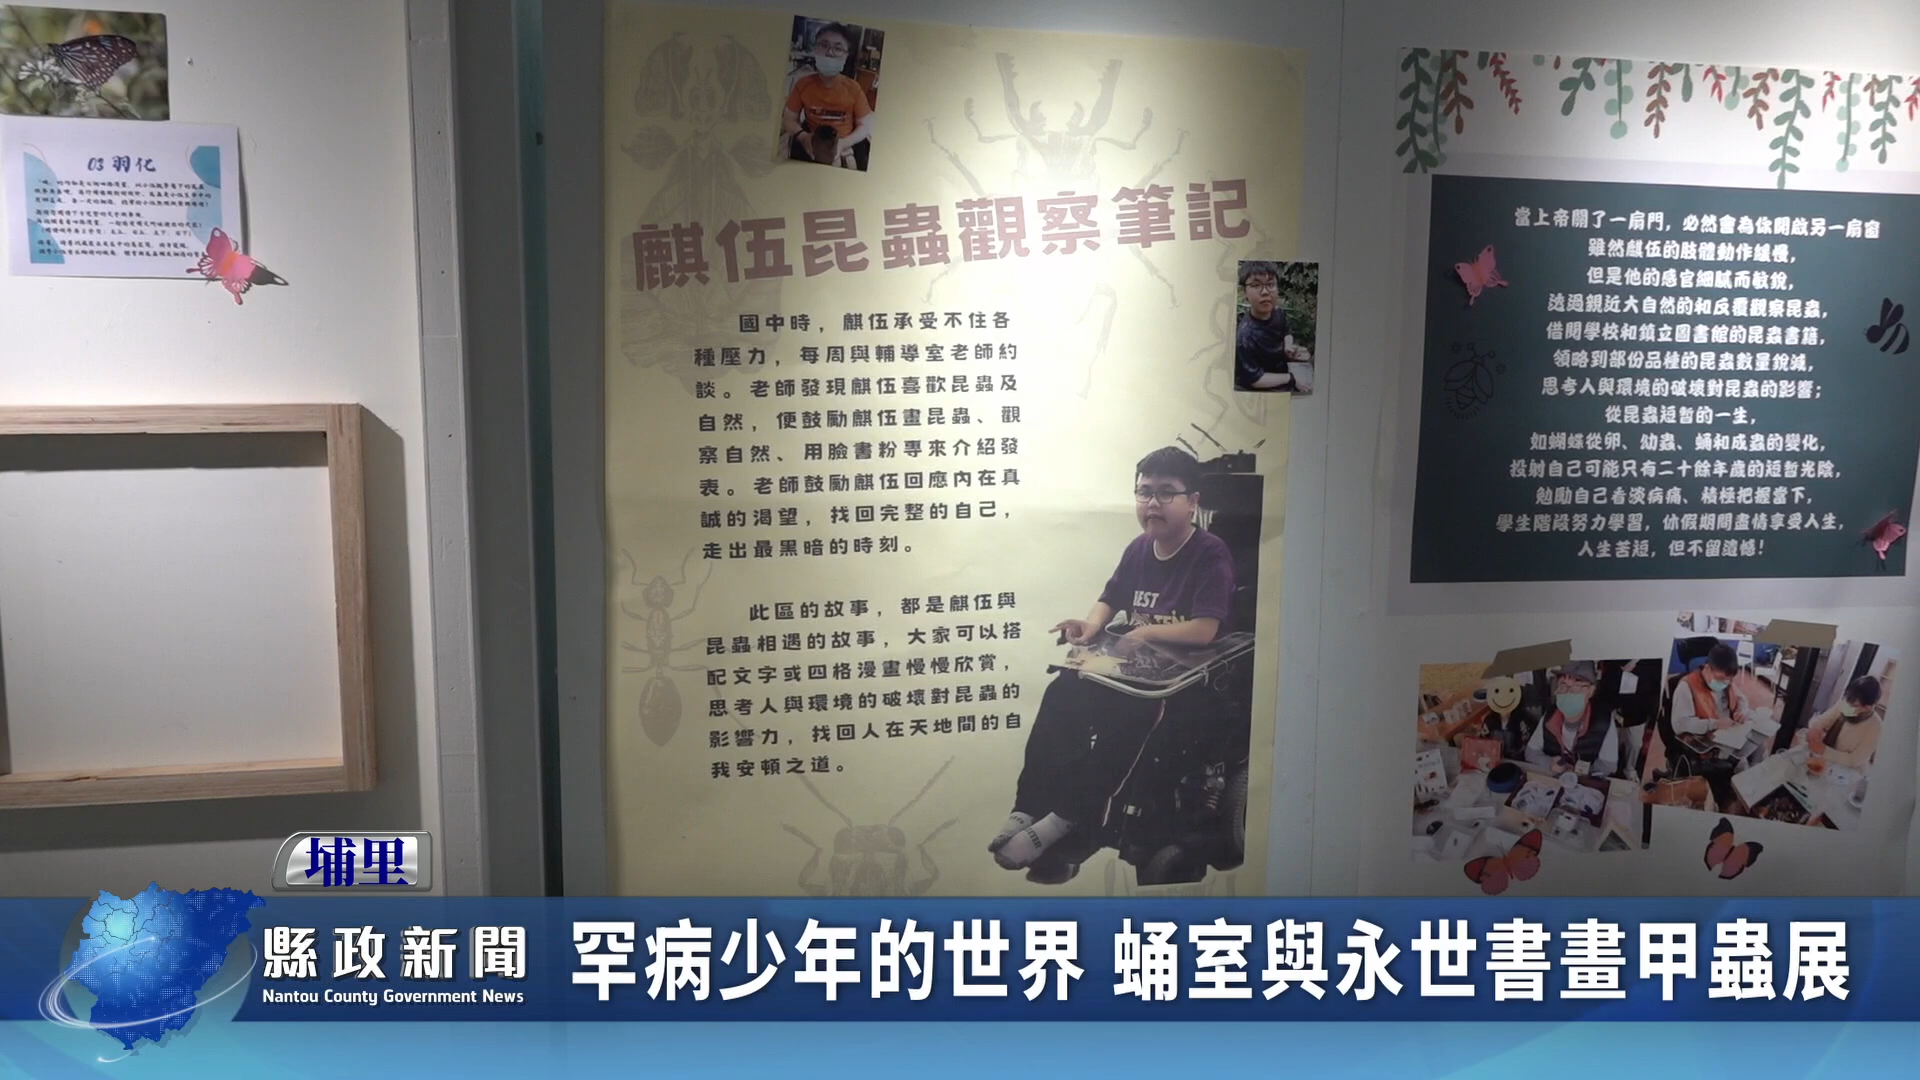 03 羽化
麒伍昆蟲觀察筆記
國中時，麒伍承受不住各
種壓力，每周與輔導室老師約
談。老師發現麒伍喜歡昆蟲及
自然，便鼓勵麒伍畫昆蟲、觀
察自然、用臉書粉專來介紹發
表。老師鼓勵麒伍回應內在真
誠的渴望，找回完整的自己，
走出最黑暗的時刻。
此區的故事，都是麒伍與
昆蟲相遇的故事，大家可以搭
配文字或四格漫畫慢慢欣賞，
思考人與環境的破壞對昆蟲的
影響力，找回人在天地間的自
我安頓之道。
當上帝關了一扇門，必然會為你開啟另一扇窗
雖然麒伍的肢體動作緩慢，
但是他的感官細膩而敏銳，
透過親近大自然的和反覆觀察昆蟲，
借閱學校和鎮立圖書館的昆蟲書籍，
領略到部份品種的昆蟲數量銳減，
思考人與環境的破壞對昆蟲的影響；
從昆蟲短暫的一生，
如蝴蝶從卵、幼蟲、蛹和成蟲的變化，
投射自己可能只有二十餘年歲的短暫光陰，
勉勵自己看淡病痛、積極把握當下，
學生階段努力學習，休假期間盡情享受人生，
人生苦短，但不留遺憾！
埔里
縣政新聞
Nantou County Government News
罕病少年的世界 蛹室與永世書畫甲蟲展